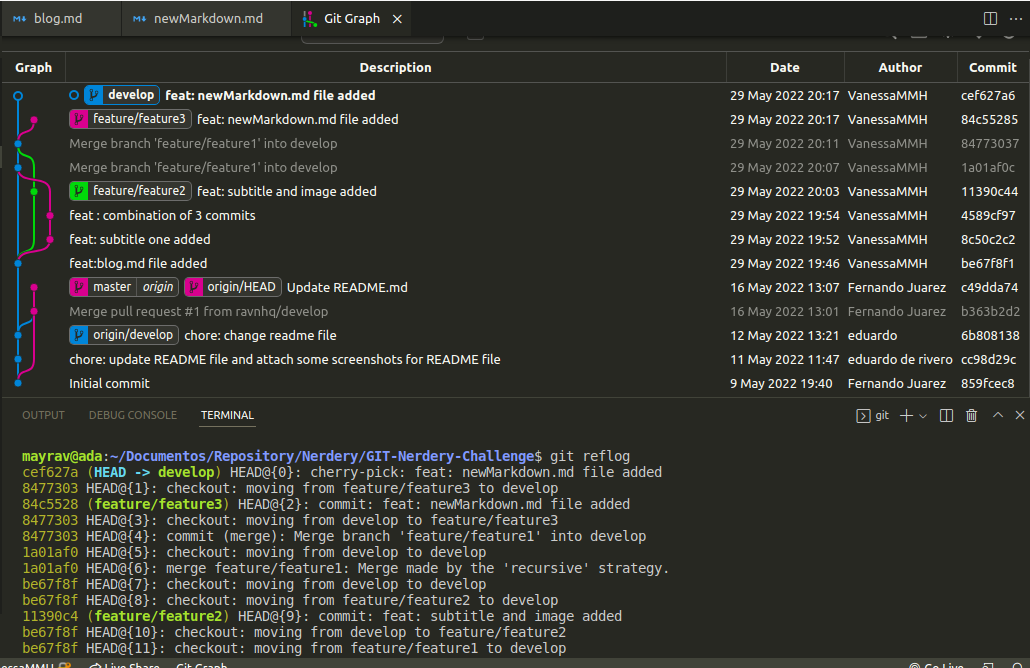 blog.md newMarkdown.md Git Graph
Graph Description Date Author Commit
develop feat: newMarkdown.md file added 29 May 2022 20:17 VanessaMMH cef627a6
feature/feature3 feat: newMarkdown.md file added 29 May 2022 20:17 VanessaMMH 84c55285
Merge branch 'feature/feature1' into develop 29 May 2022 20:11 VanessaMMH 84773037
Merge branch 'feature/feature1' into develop 29 May 2022 20:07 VanessaMMH 1a01af0c
feature/feature2 feat: subtitle and image added 29 May 2022 20:03 VanessaMMH 11390c44
feat : combination of 3 commits 29 May 2022 19:54 VanessaMMH 4589cf97
feat: subtitle one added 29 May 2022 19:52 VanessaMMH 8c50c2c2
feat:blog.md file added 29 May 2022 19:46 VanessaMMH be67f8f1
master origin origin/HEAD Update README.md 16 May 2022 13:07 Fernando Juarez c49dda74
Merge pull request #1 from ravnhq/develop 16 May 2022 13:01 Fernando Juarez b363b2d2
origin/develop chore: change readme file 12 May 2022 13:21 eduardo 6b808138
chore: update README file and attach some screenshots for README file 11 May 2022 11:47 eduardo de rivero cc98d29c
Initial commit 9 May 2022 19:40 Fernando Juarez 859fcec8
OUTPUT DEBUG CONSOLE TERMINAL git
mayrav@ada:~/Documentos/Repository/Nerdery/GIT-Nerdery-Challenge$ git reflog
cef627a (HEAD -> develop) HEAD@{0}: cherry-pick: feat: newMarkdown.md file added
8477303 HEAD@{1}: checkout: moving from feature/feature3 to develop
84c5528 (feature/feature3) HEAD@{2}: commit: feat: newMarkdown.md file added
8477303 HEAD@{3}: checkout: moving from develop to feature/feature3
8477303 HEAD@{4}: commit (merge): Merge branch 'feature/feature1' into develop
1a01af0 HEAD@{5}: checkout: moving from develop to develop
1a01af0 HEAD@{6}: merge feature/feature1: Merge made by the 'recursive' strategy.
be67f8f HEAD@{7}: checkout: moving from develop to develop
be67f8f HEAD@{8}: checkout: moving from feature/feature2 to develop
11390c4 (feature/feature2) HEAD@{9}: commit: feat: subtitle and image added
be67f8f HEAD@{10}: checkout: moving from develop to feature/feature2
be67f8f HEAD@{11}: checkout: moving from feature/feature1 to develop
essaMMH Live Share Git Graph Go Live